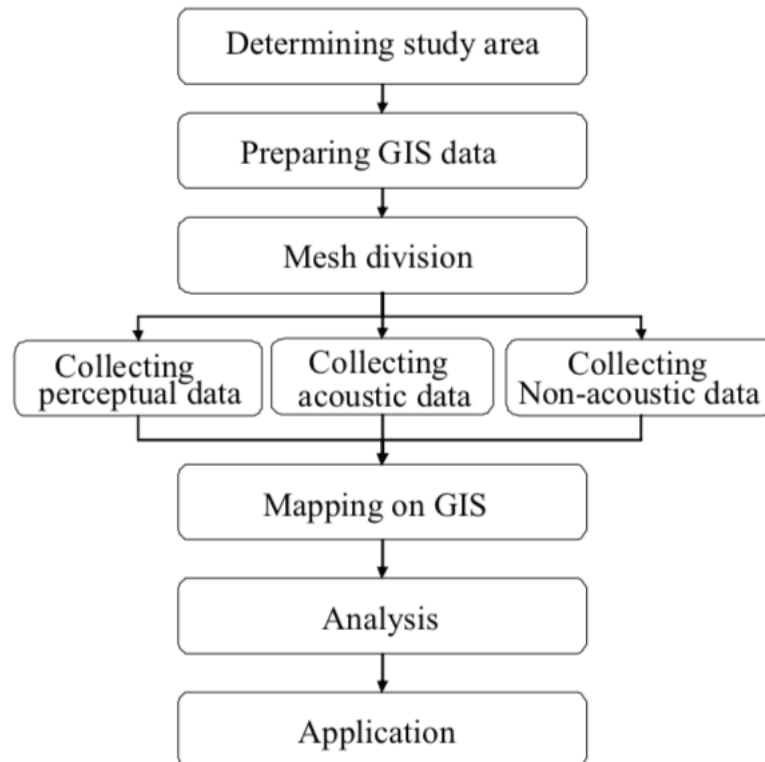 Determining study area
Preparing GIS data
Mesh division
Collecting
perceptual data
Collecting
acoustic data
Collecting
Non-acoustic data
Mapping on GIS
Analysis
Application